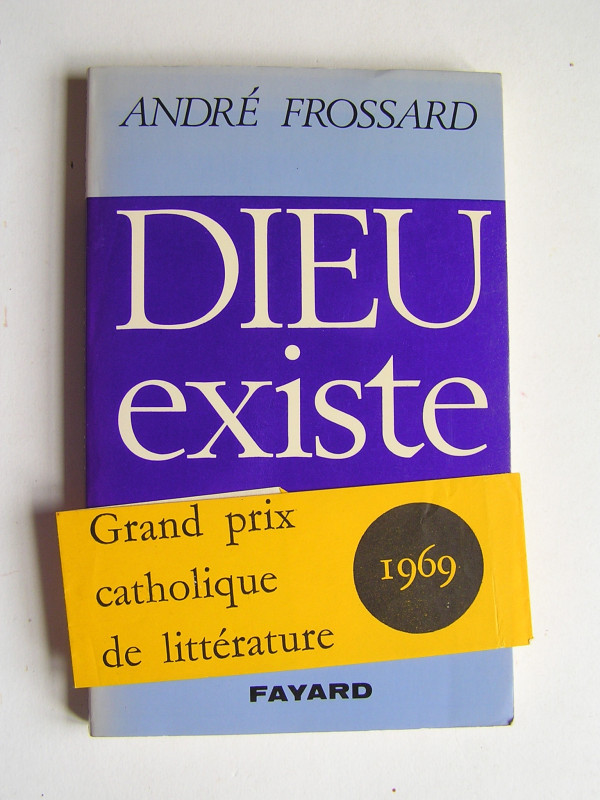 ANDRÉ FROSSARD
DIEU
existe
Grand prix
catholique
de littérature
1969
FAYARD